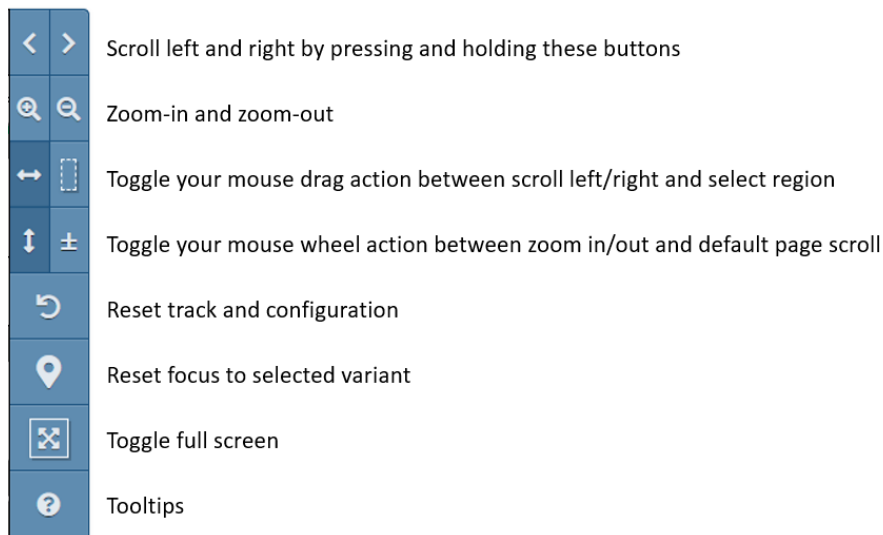 Scroll left and right by pressing and holding these buttons
Zoom-in and zoom-out
Toggle your mouse drag action between scroll left/right and select region
Toggle your mouse wheel action between zoom in/out and default page scroll
Reset track and configuration
Reset focus to selected variant
Toggle full screen
Tooltips